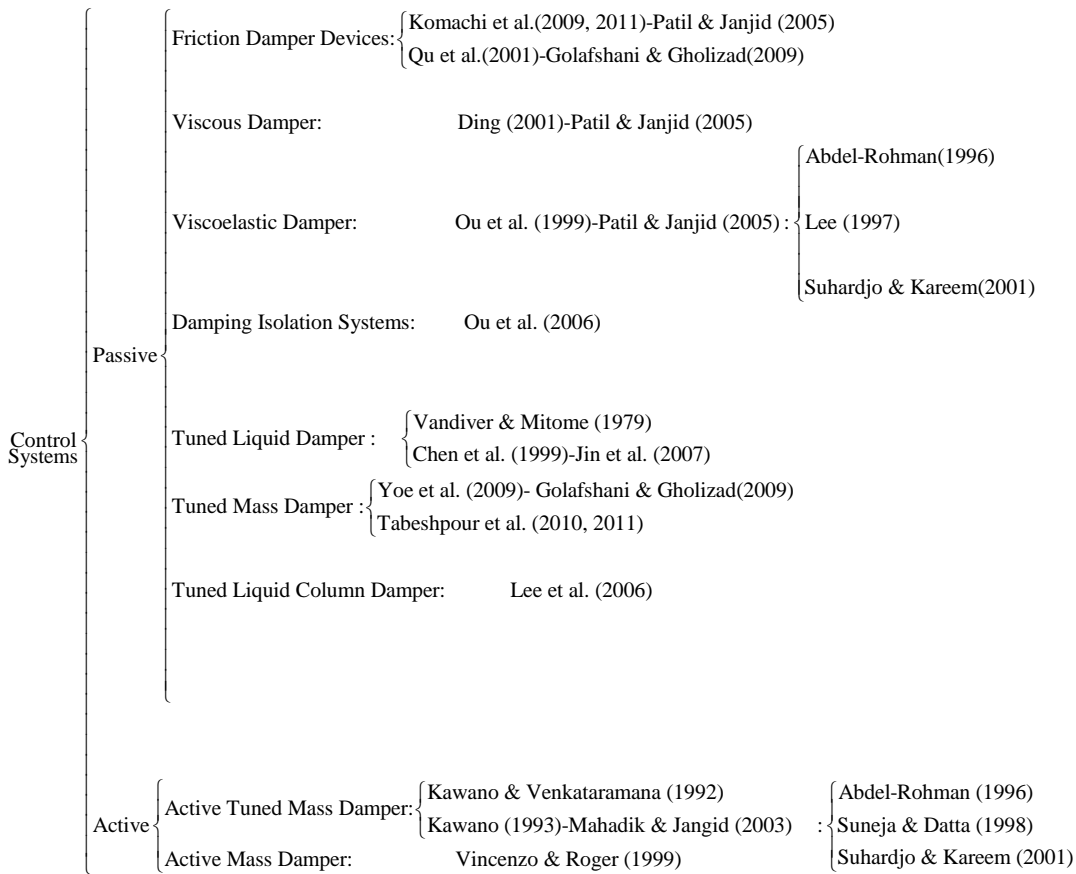 Friction Damper Devices: Komachi et al.(2009, 2011)-Patil & Janjid (2005)
Qu et al.(2001)-Golafshani & Gholizad(2009)
Viscous Damper: Ding (2001)-Patil & Janjid (2005)
Abdel-Rohman(1996)
Viscoelastic Damper: Ou et al. (1999)-Patil & Janjid (2005) : Lee (1997)
Suhardjo & Kareem(2001)
Damping Isolation Systems: Ou et al. (2006)
Passive
Tuned Liquid Damper : Vandiver & Mitome (1979)
Chen et al. (1999)-Jin et al. (2007)
Control
Systems
Tuned Mass Damper : Yoe et al. (2009)- Golafshani & Gholizad(2009)
Tabeshpour et al. (2010, 2011)
Tuned Liquid Column Damper: Lee et al. (2006)
Active
Active Tuned Mass Damper: Kawano & Venkataramana (1992)
Kawano (1993)-Mahadik & Jangid (2003) :
Abdel-Rohman (1996)
Suneja & Datta (1998)
Suhardjo & Kareem (2001)
Active Mass Damper: Vincenzo & Roger (1999)